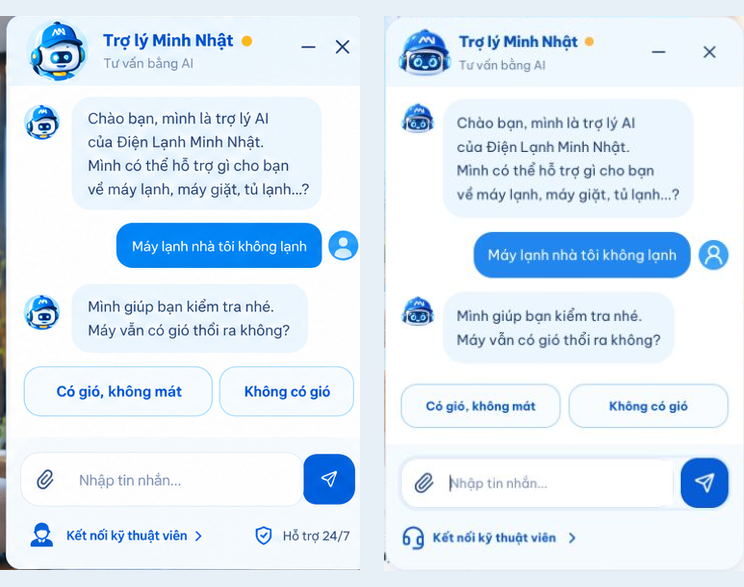 Trợ lý Minh Nhật
Tư vấn bằng AI
Chào bạn, mình là trợ lý AI
của Điện Lạnh Minh Nhật.
Mình có thể hỗ trợ gì cho bạn
về máy lạnh, máy giặt, tủ lạnh...?
Máy lạnh nhà tôi không lạnh
Mình giúp bạn kiểm tra nhé.
Máy vẫn có gió thổi ra không?
Có gió, không mát
Không có gió
Nhập tin nhắn...
Kết nối kỹ thuật viên
Hỗ trợ 24/7
Trợ lý Minh Nhật
Tư vấn bằng AI
Chào bạn, mình là trợ lý AI
của Điện Lạnh Minh Nhật.
Mình có thể hỗ trợ gì cho bạn
về máy lạnh, máy giặt, tủ lạnh...?
Máy lạnh nhà tôi không lạnh
Mình giúp bạn kiểm tra nhé.
Máy vẫn có gió thổi ra không?
Có gió, không mát
Không có gió
Nhập tin nhắn...
Kết nối kỹ thuật viên